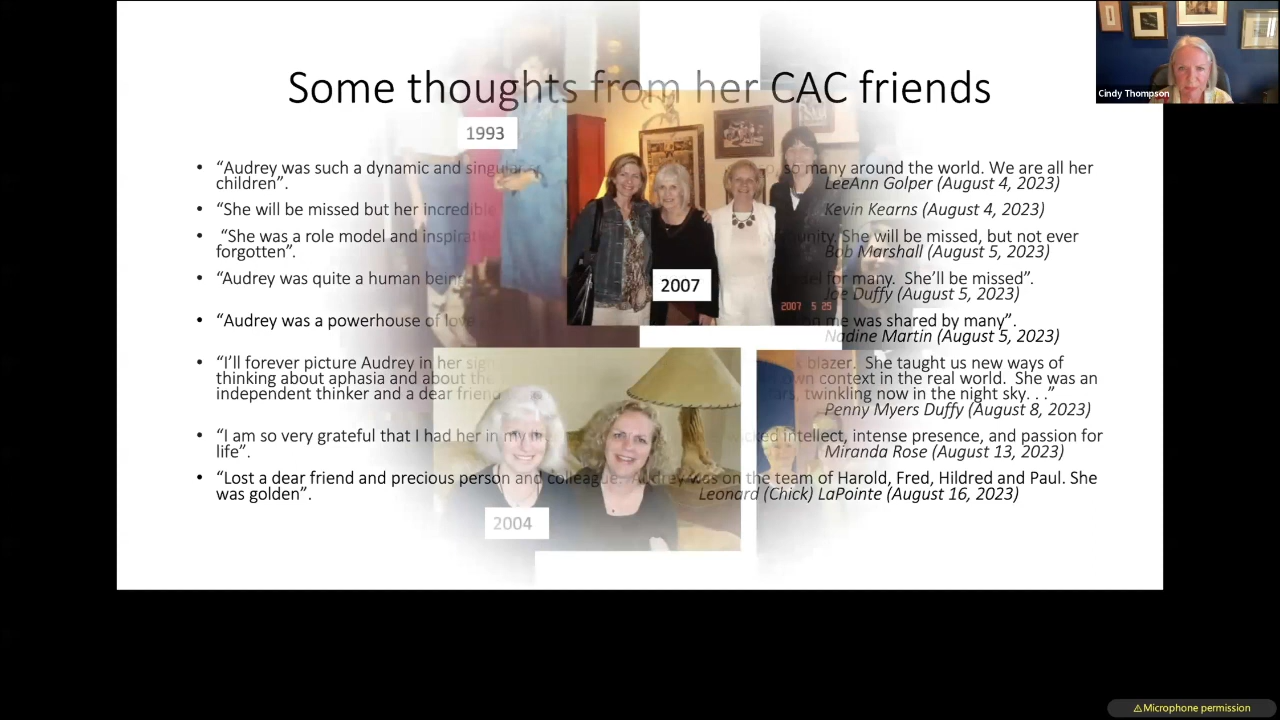 Some thoughts from her CAC friends
Cindy Thompson
1993
• “Audrey was such a dynamic and singular so many around the world. We are all her
children”. LeeAnn Golper (August 4, 2023)
• “She will be missed but her incredible Kevin Kearns (August 4, 2023)
• “She was a role model and She will be missed, but not ever
forgotten”. Bob Marshall (August 5, 2023)
• “Audrey was quite a human being for many. She’ll be missed”.
Joe Duffy (August 5, 2023)
2007
2007 5 25
• “Audrey was a powerhouse of love me was shared by many”.
Nadine Martin (August 5, 2023)
• “I’ll forever picture Audrey in her blazer. She taught us new ways of
thinking about aphasia and about the own context in the real world. She was an
independent thinker and a dear friend twinkling now in the night sky. . .”
Penny Myers Duffy (August 8, 2023)
• “I am so very grateful that I had her in my wicked intellect, intense presence, and passion for
life”. Miranda Rose (August 13, 2023)
• “Lost a dear friend and precious person and colleague. Audrey was on the team of Harold, Fred, Hildred and Paul. She
was golden”. Leonard (Chick) LaPointe (August 16, 2023)
2004
⚠Microphone permission